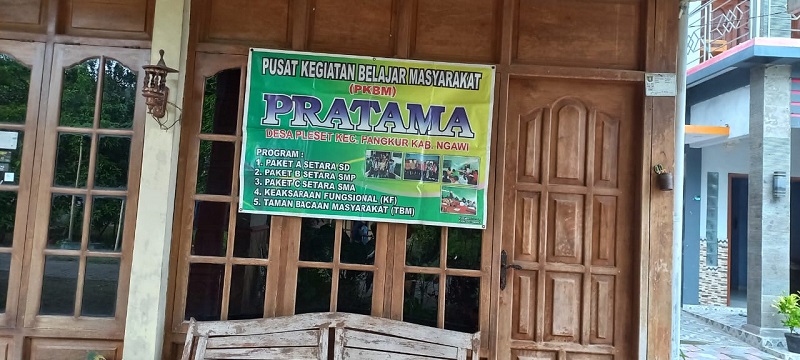 PUSAT KEGIATAN BELAJAR MASYARAKAT
(PKBM)
PRATAMA
DESA PLESET KEC. PANGKUR KAB. NGAWI
PROGRAM :
1. PAKET A SETARA SD
2. PAKET B SETARA SMP
3. PAKET C SETARA SMA
4. KEAKSARAAN FUNGSIONAL (KF)
5. TAMAN BACAAN MASYARAKAT (TBM)